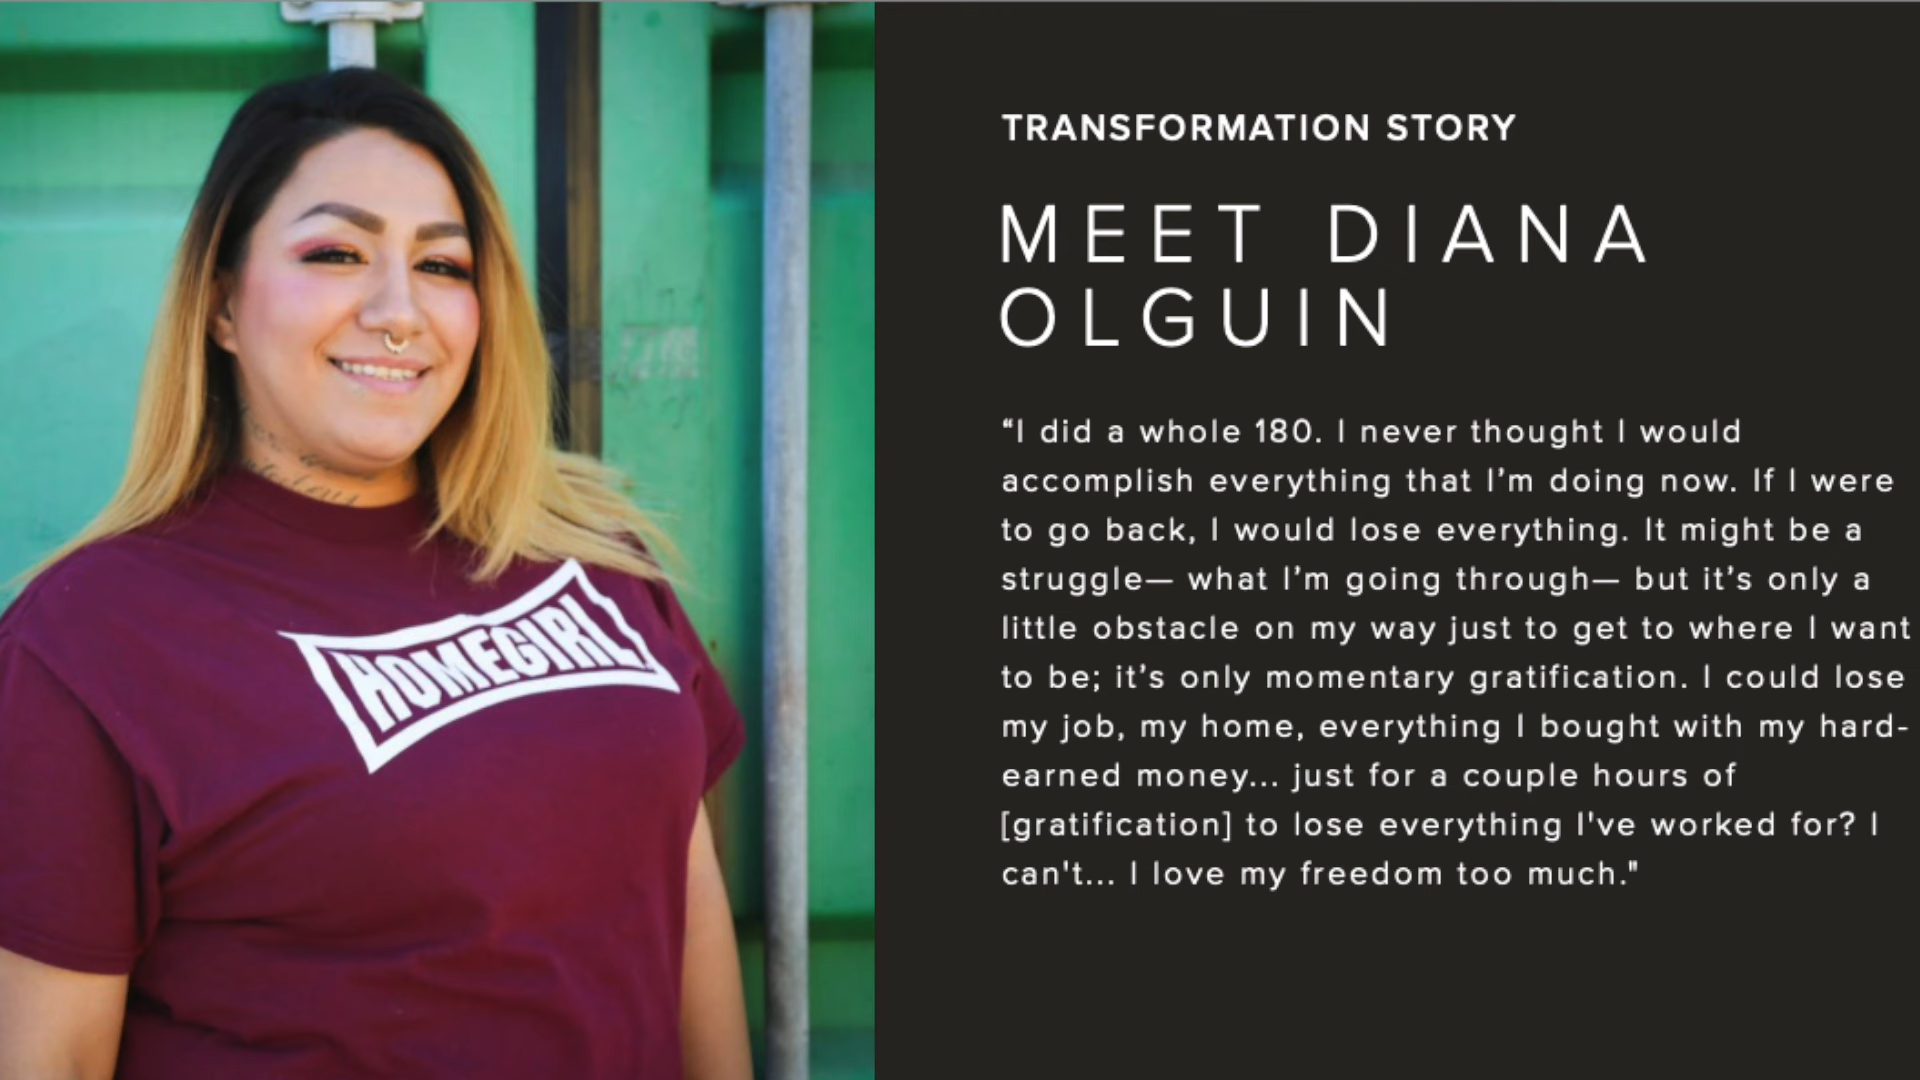 TRANSFORMATION STORY
MEET DIANA
OLGUIN
“I did a whole 180. I never thought I would
accomplish everything that I’m doing now. If I were
to go back, I would lose everything. It might be a
struggle— what I’m going through— but it’s only a
little obstacle on my way just to get to where I want
to be; it’s only momentary gratification. I could lose
my job, my home, everything I bought with my hard-
earned money... just for a couple hours of
[gratification] to lose everything I've worked for? I
can't... I love my freedom too much."
HOMEGIRL